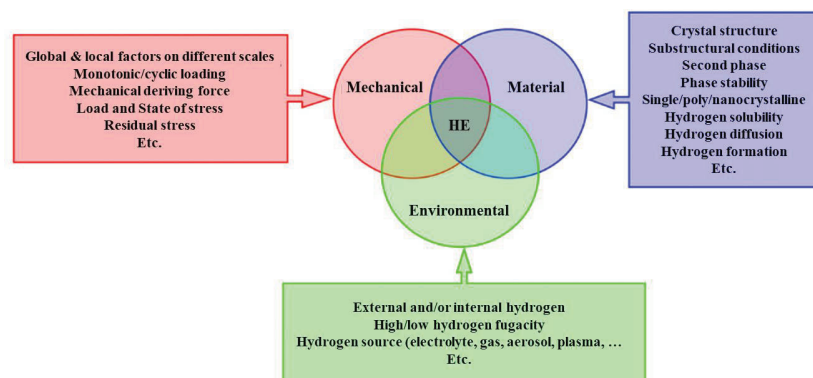 Global & local factors on different scales
Monotonic/cyclic loading
Mechanical deriving force
Load and State of stress
Residual stress
Etc.
Mechanical
Material
HE
Environmental
Crystal structure
Substructural conditions
Second phase
Phase stability
Single/poly/nanocrystalline
Hydrogen solubility
Hydrogen diffusion
Hydrogen formation
Etc.
External and/or internal hydrogen
High/low hydrogen fugacity
Hydrogen source (electrolyte, gas, aerosol, plasma, …
Etc.